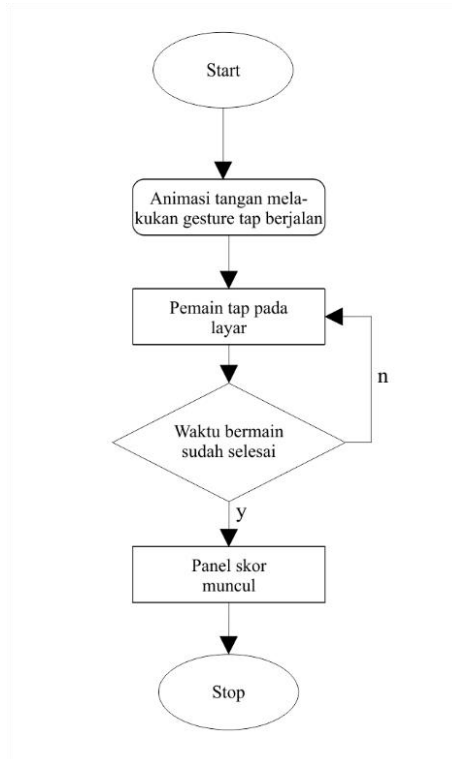 Start
Animasi tangan mela-
kukan gesture tap berjalan
Pemain tap pada
layar
n
Waktu bermain
sudah selesai
y
Panel skor
muncul
Stop